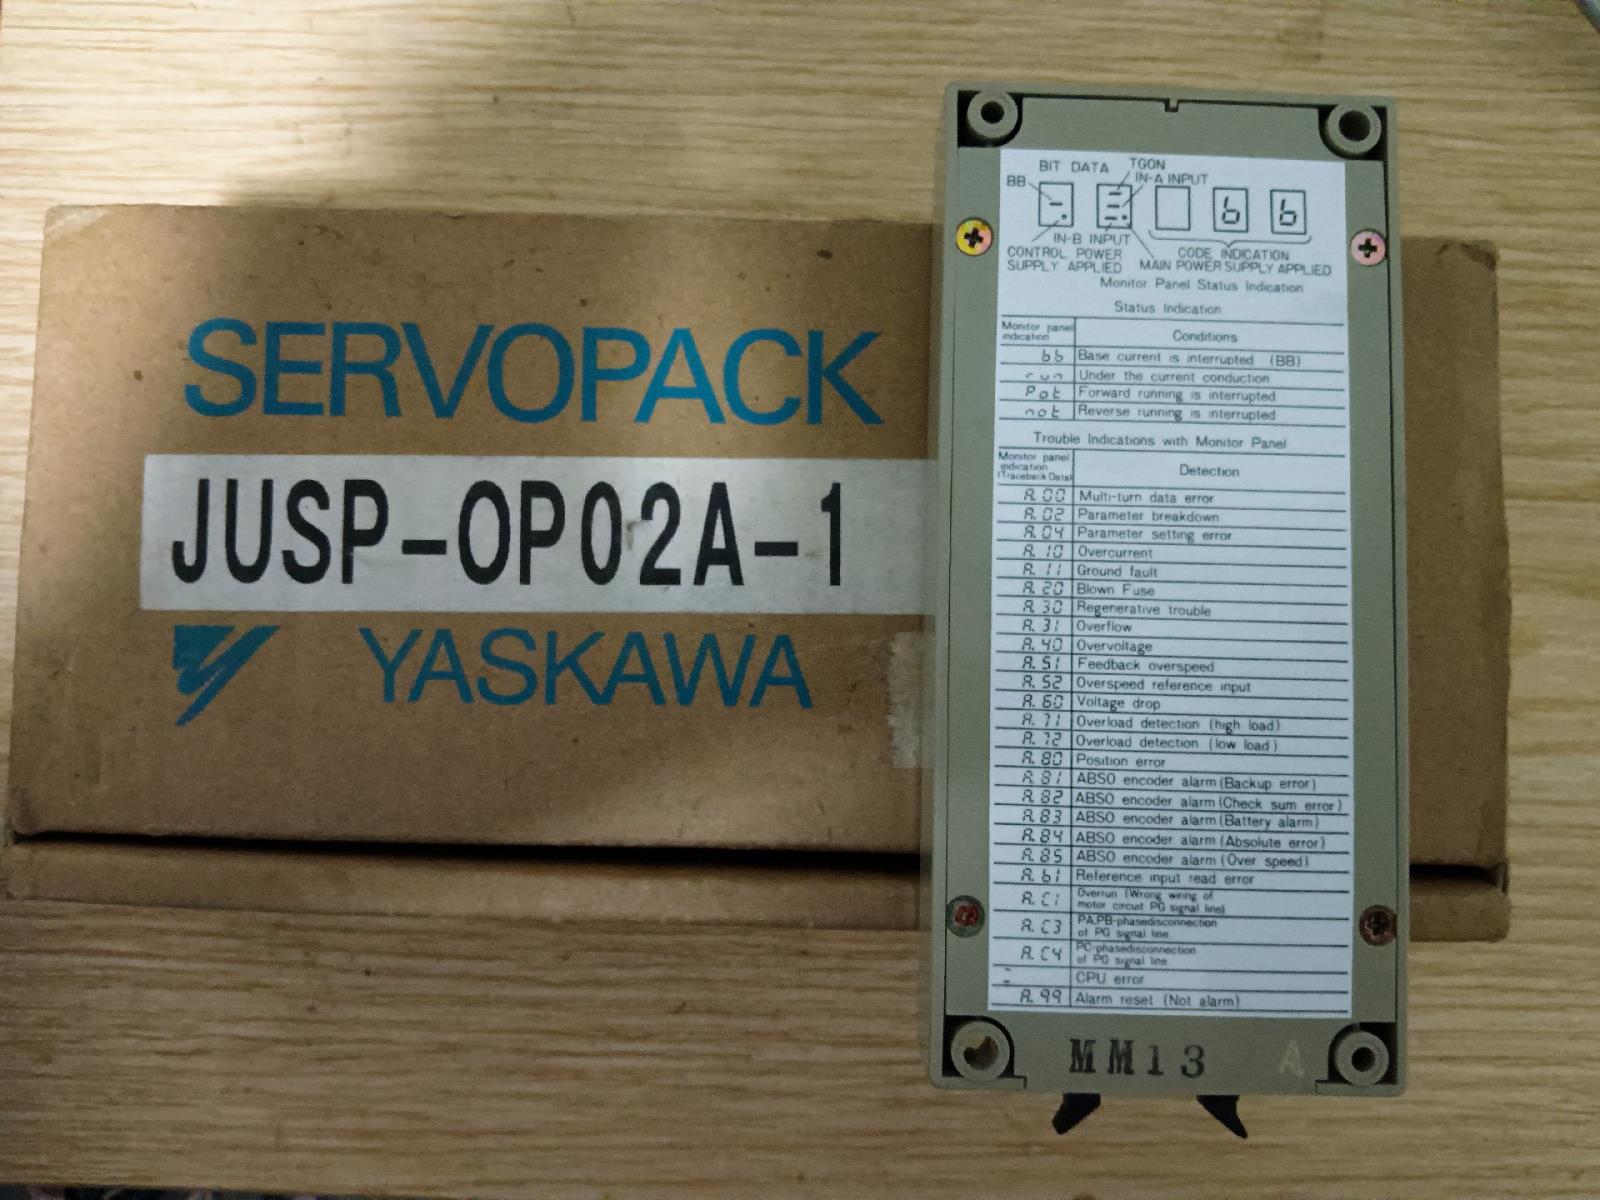 SERVOPACK
JUSP-OP02A-1
YASKAWA
BIT DATA TGON
BB IN-A INPUT
b b
IN-B INPUT CODE INDICATION
CONTROL POWER SUPPLY APPLIED MAIN POWER SUPPLY APPLIED
Monitor Panel Status Indication
Status Indication
Monitor panel indication Conditions
bb Base current is interrupted (BB)
run Under the current conduction
Pot Forward running is interrupted
not Reverse running is interrupted
Trouble Indications with Monitor Panel
Monitor panel indication (Traceback Data) Detection
A.00 Multi-turn data error
A.02 Parameter breakdown
A.04 Parameter setting error
A.10 Overcurrent
A.11 Ground fault
A.20 Blown Fuse
A.30 Regenerative trouble
A.31 Overflow
A.40 Overvoltage
A.51 Feedback overspeed
A.52 Overspeed reference input
A.60 Voltage drop
A.71 Overload detection (high load)
A.72 Overload detection (low load)
A.80 Position error
A.81 ABSO encoder alarm (Backup error)
A.82 ABSO encoder alarm (Check sum error)
A.83 ABSO encoder alarm (Battery alarm)
A.84 ABSO encoder alarm (Absolute error)
A.85 ABSO encoder alarm (Over speed)
A.b1 Reference input read error
A.C1 Overrun (Wrong wiring of
motor circuit PG signal line)
A.C3 PA,PB-phasedisconnection
of PG signal line
A.C4 PC-phasedisconnection
of PG signal line
CPU error
A.99 Alarm reset (Not alarm)
MM13 A